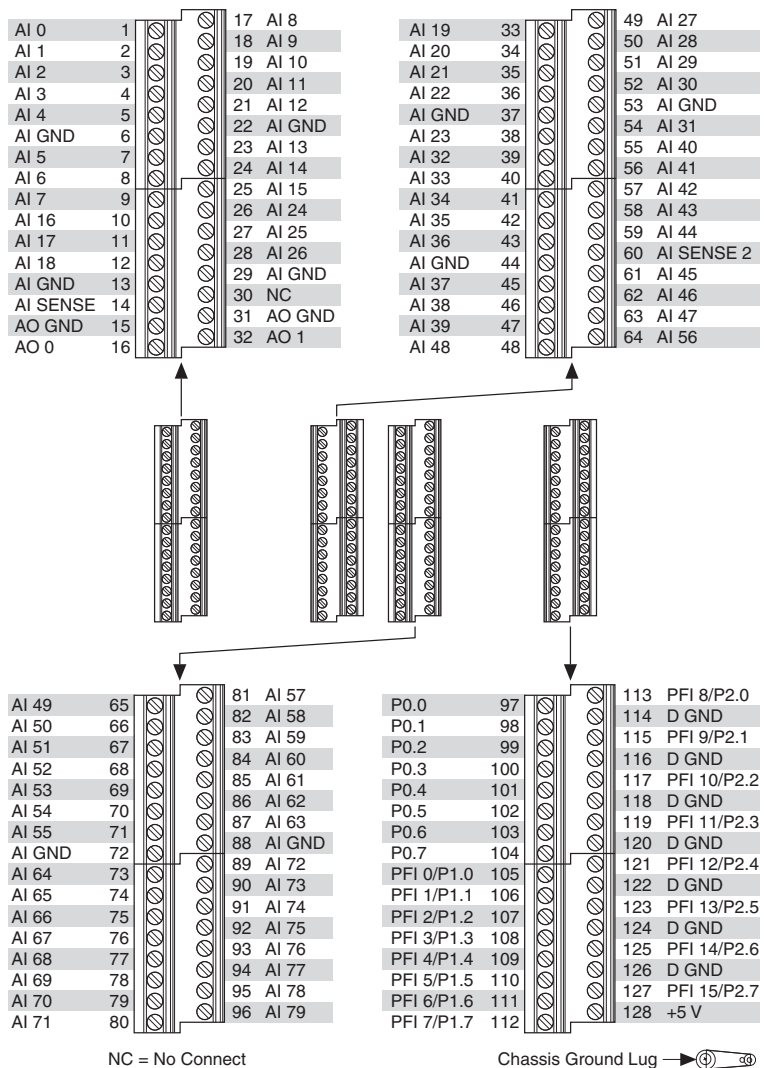 AI 0 1
AI 1 2
AI 2 3
AI 3 4
AI 4 5
AI GND 6
AI 5 7
AI 6 8
AI 7 9
AI 16 10
AI 17 11
AI 18 12
AI GND 13
AI SENSE 14
AO GND 15
AO 0 16
17 AI 8
18 AI 9
19 AI 10
20 AI 11
21 AI 12
22 AI GND
23 AI 13
24 AI 14
25 AI 15
26 AI 24
27 AI 25
28 AI 26
29 AI GND
30 NC
31 AO GND
32 AO 1
AI 19 33
AI 20 34
AI 21 35
AI 22 36
AI GND 37
AI 23 38
AI 32 39
AI 33 40
AI 34 41
AI 35 42
AI 36 43
AI GND 44
AI 37 45
AI 38 46
AI 39 47
AI 48 48
49 AI 27
50 AI 28
51 AI 29
52 AI 30
53 AI GND
54 AI 31
55 AI 40
56 AI 41
57 AI 42
58 AI 43
59 AI 44
60 AI SENSE 2
61 AI 45
62 AI 46
63 AI 47
64 AI 56
AI 49 65
AI 50 66
AI 51 67
AI 52 68
AI 53 69
AI 54 70
AI 55 71
AI GND 72
AI 64 73
AI 65 74
AI 66 75
AI 67 76
AI 68 77
AI 69 78
AI 70 79
AI 71 80
81 AI 57
82 AI 58
83 AI 59
84 AI 60
85 AI 61
86 AI 62
87 AI 63
88 AI GND
89 AI 72
90 AI 73
91 AI 74
92 AI 75
93 AI 76
94 AI 77
95 AI 78
96 AI 79
P0.0 97
P0.1 98
P0.2 99
P0.3 100
P0.4 101
P0.5 102
P0.6 103
P0.7 104
PFI 0/P1.0 105
PFI 1/P1.1 106
PFI 2/P1.2 107
PFI 3/P1.3 108
PFI 4/P1.4 109
PFI 5/P1.5 110
PFI 6/P1.6 111
PFI 7/P1.7 112
113 PFI 8/P2.0
114 D GND
115 PFI 9/P2.1
116 D GND
117 PFI 10/P2.2
118 D GND
119 PFI 11/P2.3
120 D GND
121 PFI 12/P2.4
122 D GND
123 PFI 13/P2.5
124 D GND
125 PFI 14/P2.6
126 D GND
127 PFI 15/P2.7
128 +5 V
NC = No Connect
Chassis Ground Lug